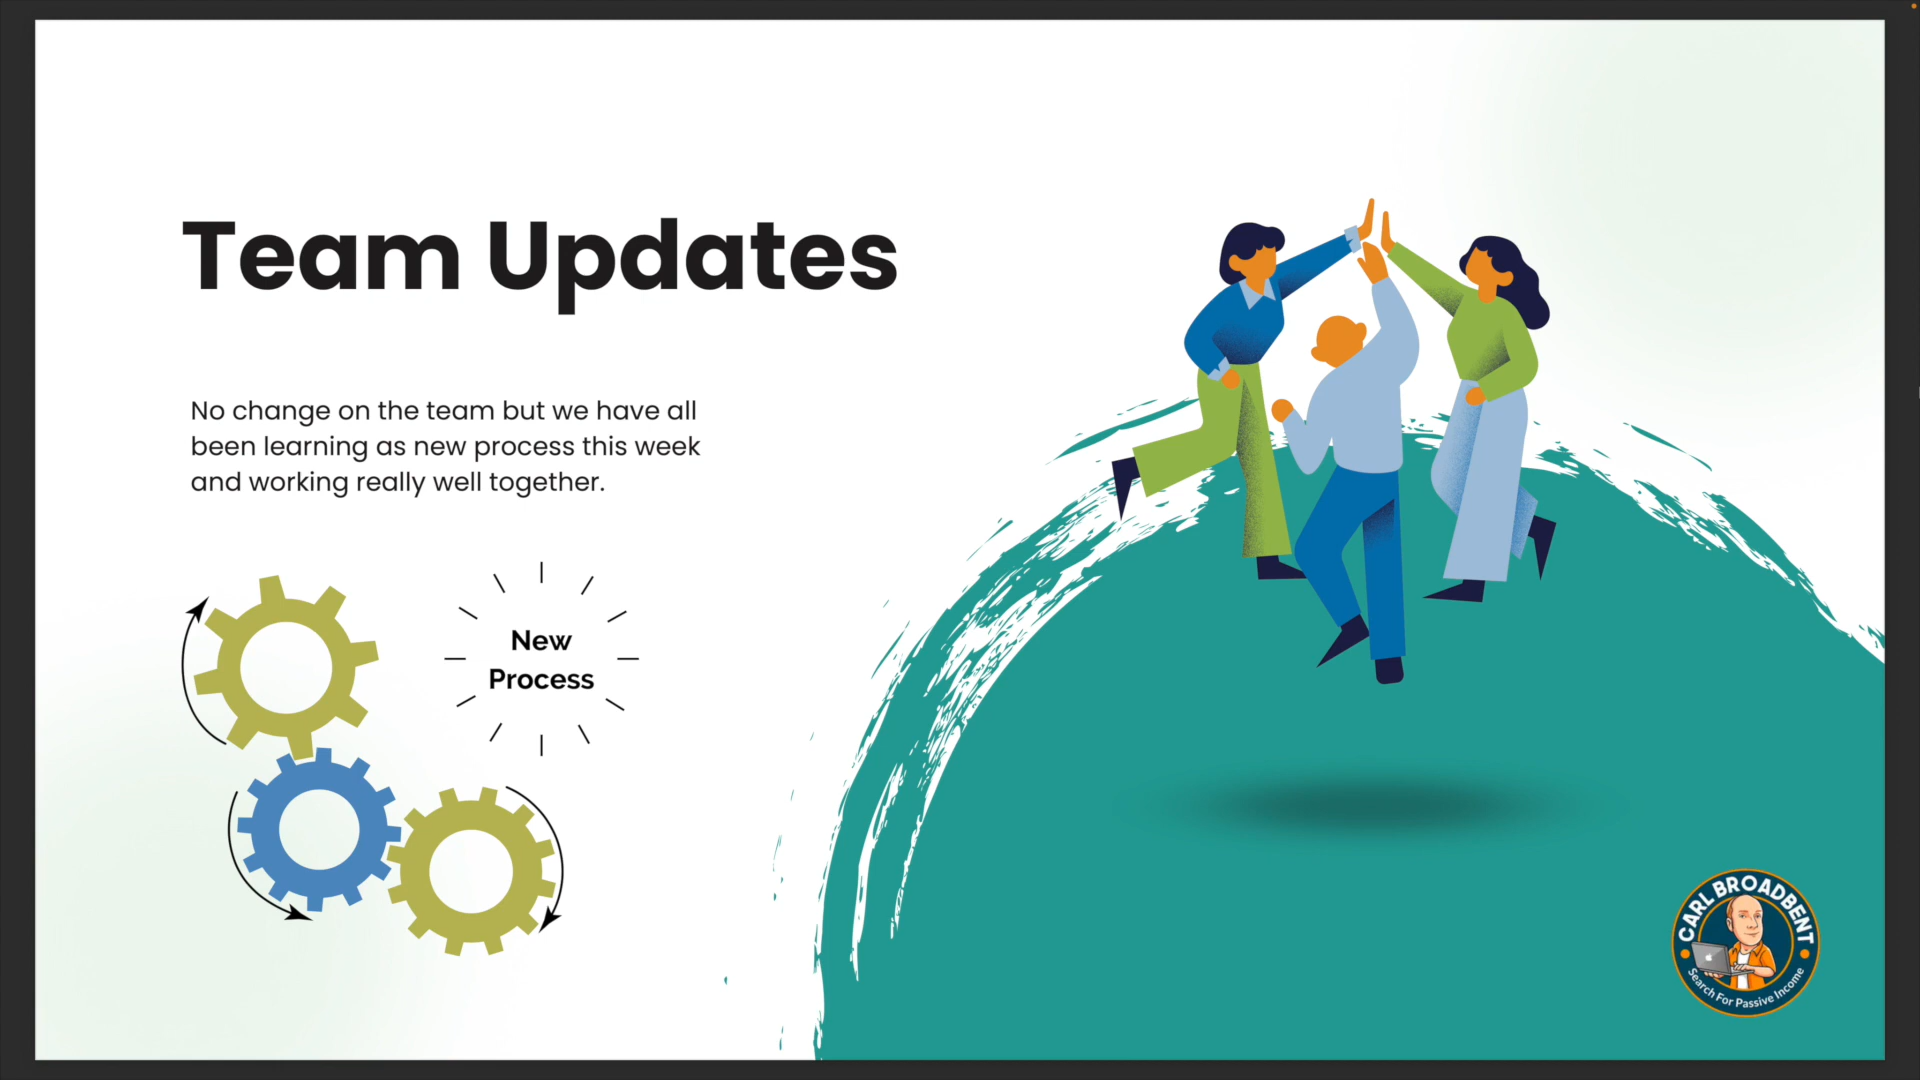 Team Updates
No change on the team but we have all
been learning as new process this week
and working really well together.
New
Process
CARL BROADBENT
Search For Passive Income